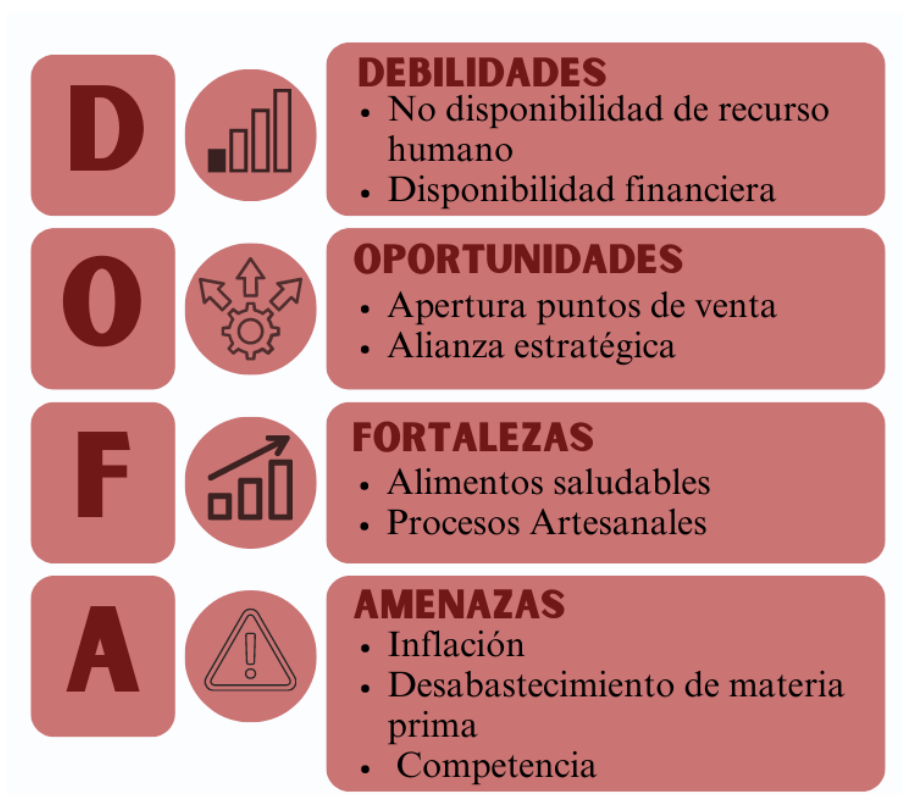 D
DEBILIDADES
• No disponibilidad de recurso
humano
• Disponibilidad financiera
O
OPORTUNIDADES
• Apertura puntos de venta
• Alianza estratégica
F
FORTALEZAS
• Alimentos saludables
• Procesos Artesanales
A
AMENAZAS
• Inflación
• Desabastecimiento de materia
prima
• Competencia